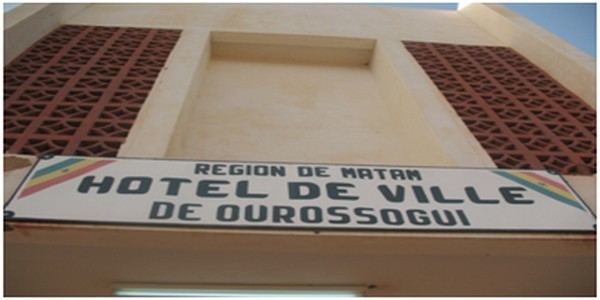 REGION DE MATAM
HOTEL DE VILLE
DE OUROSSOGUI